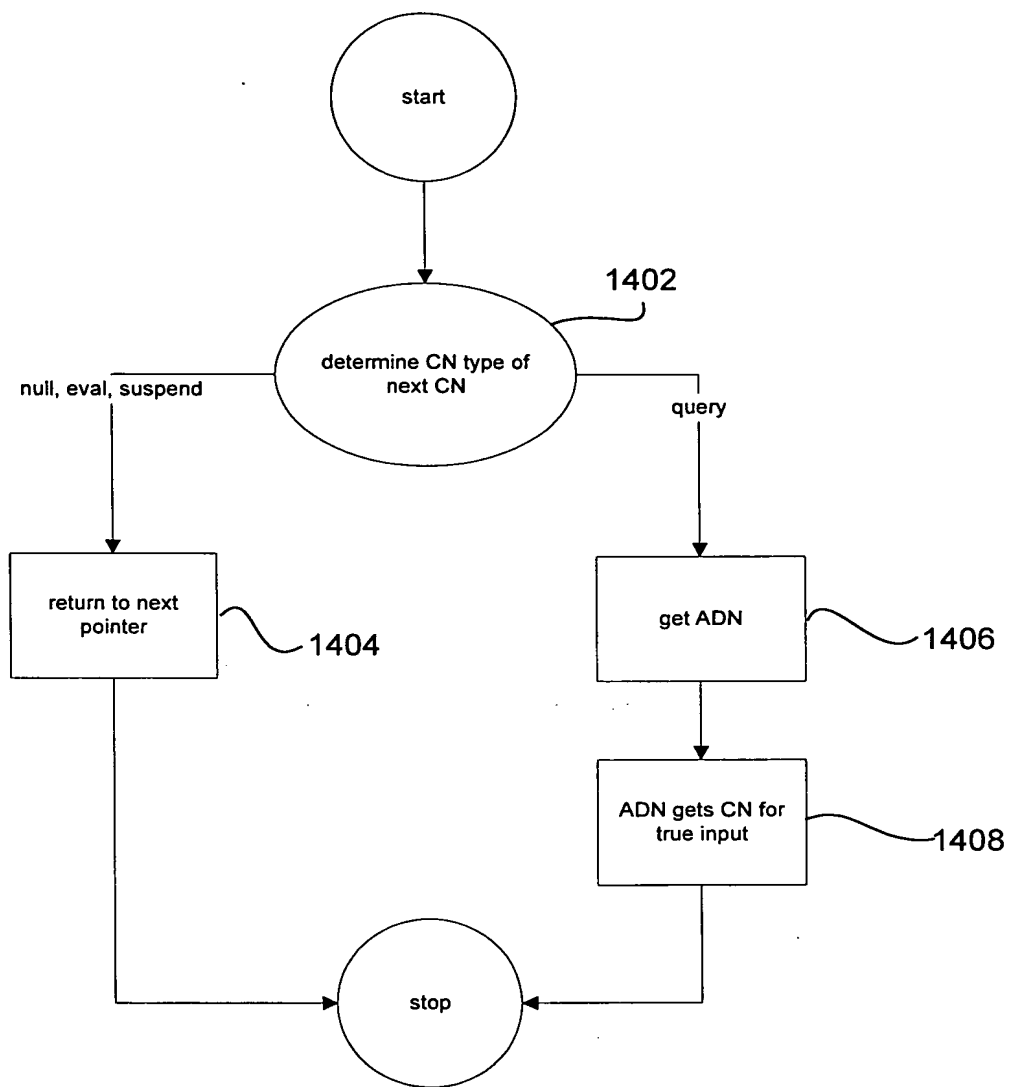 start
1402
determine CN type of
next CN
null, eval, suspend
query
return to next
pointer
1404
get ADN
1406
ADN gets CN for
true input
1408
stop